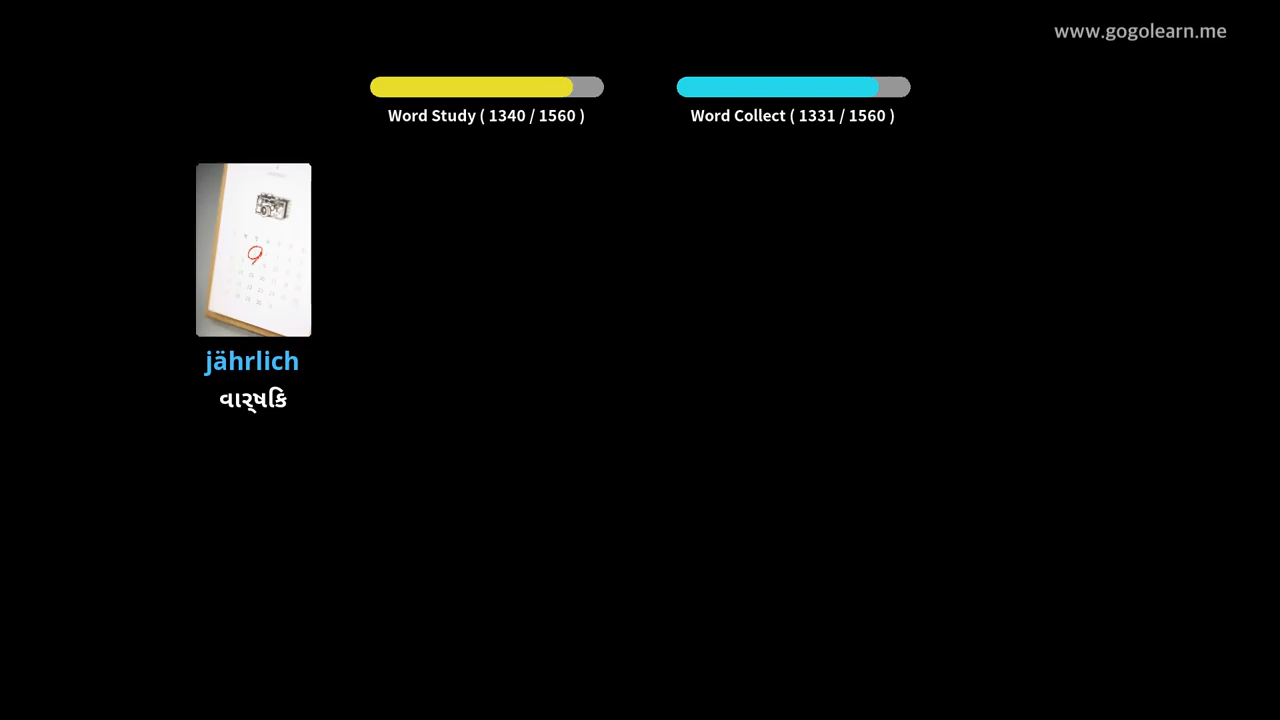 www.gogolearn.me
Word Study ( 1340 / 1560 )
Word Collect ( 1331 / 1560 )
jährlich
વાર્ષિક